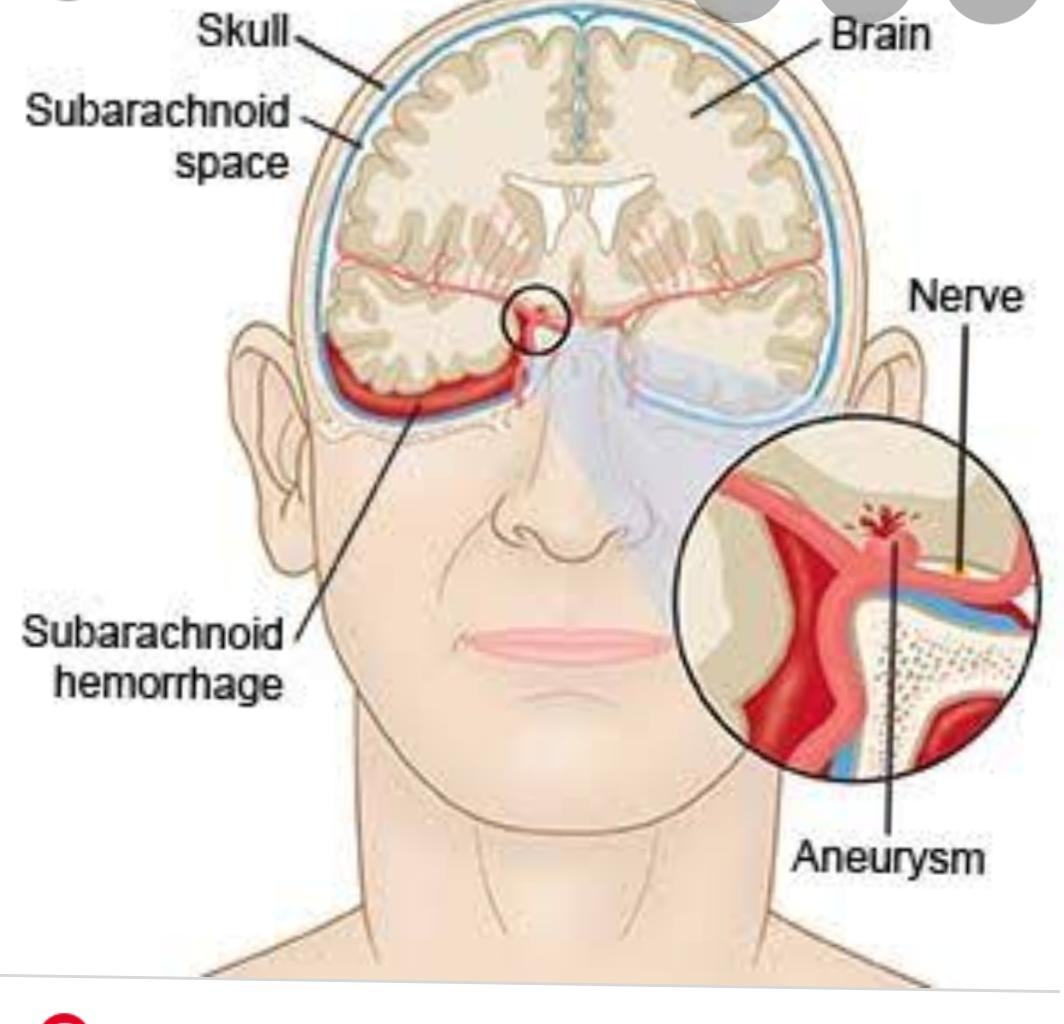 Skull
Brain
Subarachnoid
space
Nerve
Subarachnoid
hemorrhage
Aneurysm